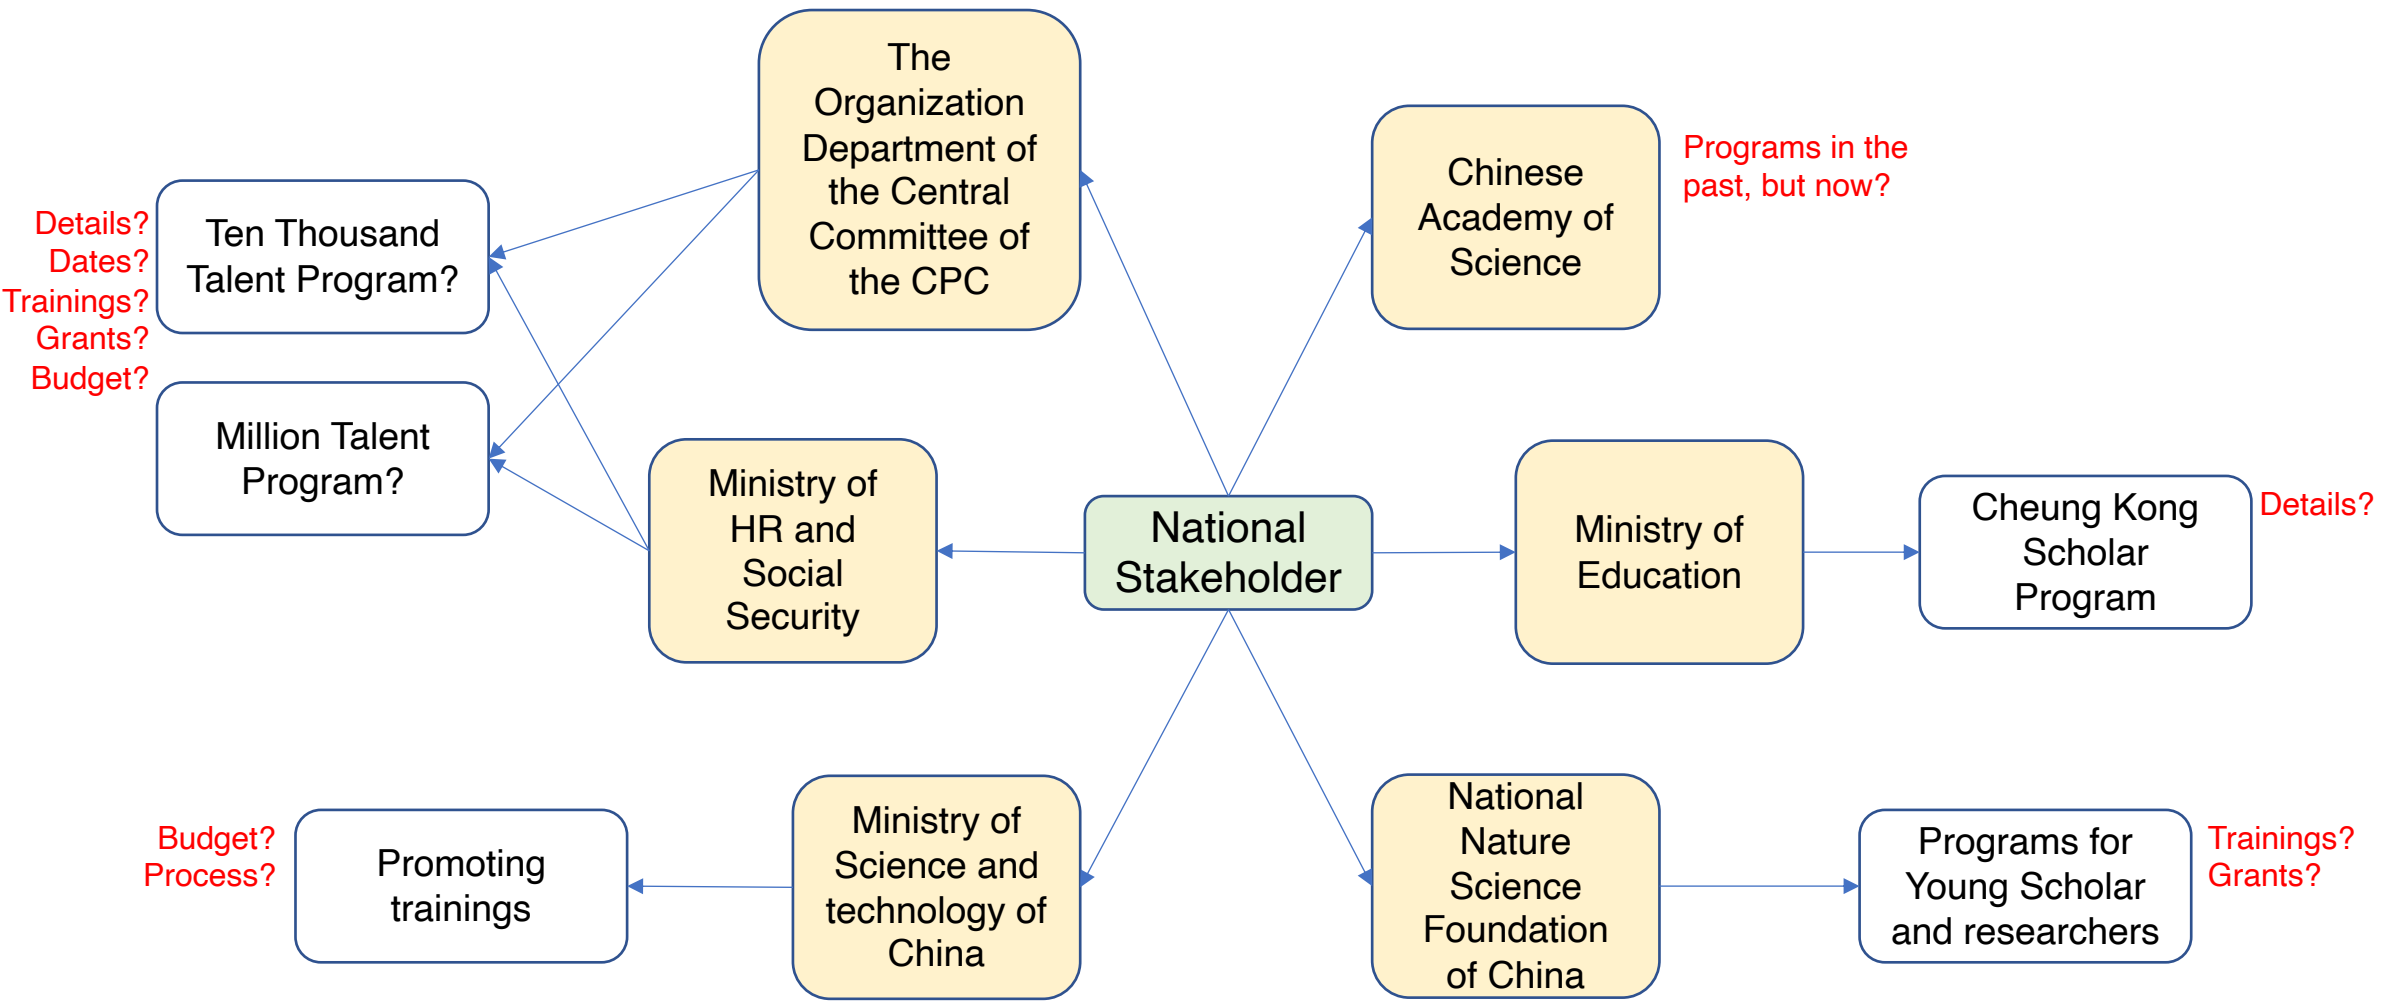 The
Organization
Department of
the Central
Committee of
the CPC
Chinese
Academy of
Science
Programs in the
past, but now?
Details?
Dates?
Trainings?
Grants?
Budget?
Ten Thousand
Talent Program?
Million Talent
Program?
Ministry of
HR and
Social
Security
National
Stakeholder
Ministry of
Education
Cheung Kong
Scholar
Program
Details?
Budget?
Process?
Promoting
trainings
Ministry of
Science and
technology of
China
National
Nature
Science
Foundation
of China
Programs for
Young Scholar
and researchers
Trainings?
Grants?